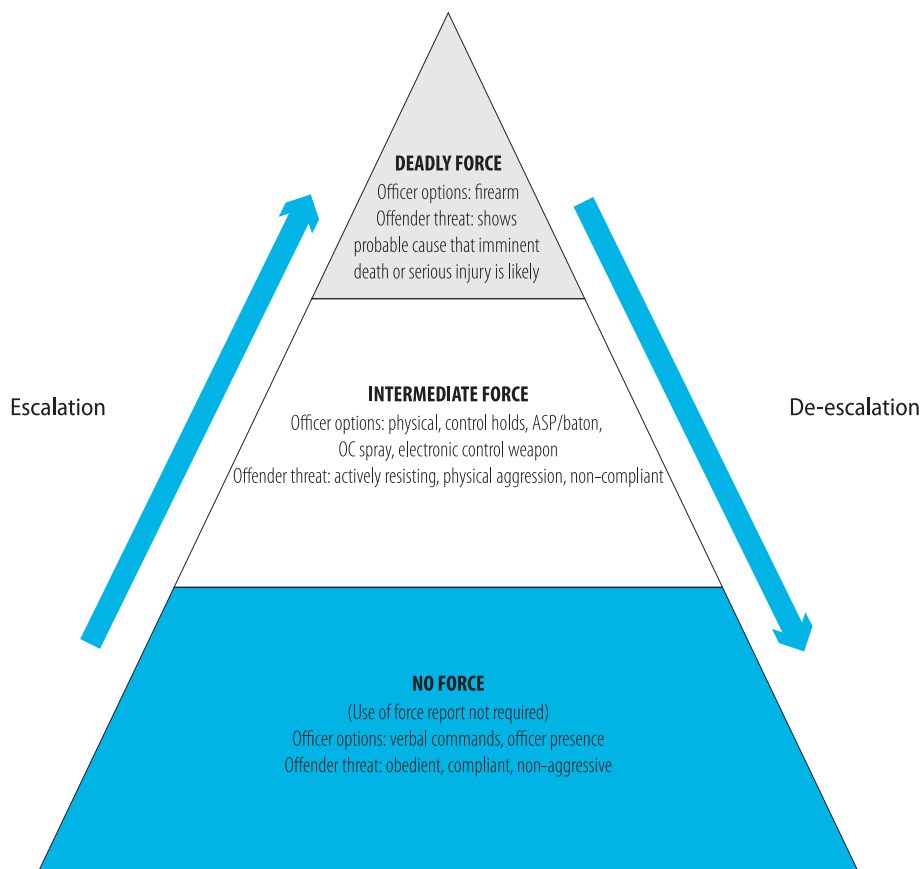 DEADLY FORCE
Officer options: firearm
Offender threat: shows
probable cause that imminent
death or serious injury is likely
Escalation
De-escalation
INTERMEDIATE FORCE
Officer options: physical, control holds, ASP/baton,
OC spray, electronic control weapon
Offender threat: actively resisting, physical aggression, non-compliant
NO FORCE
(Use of force report not required)
Officer options: verbal commands, officer presence
Offender threat: obedient, compliant, non-aggressive